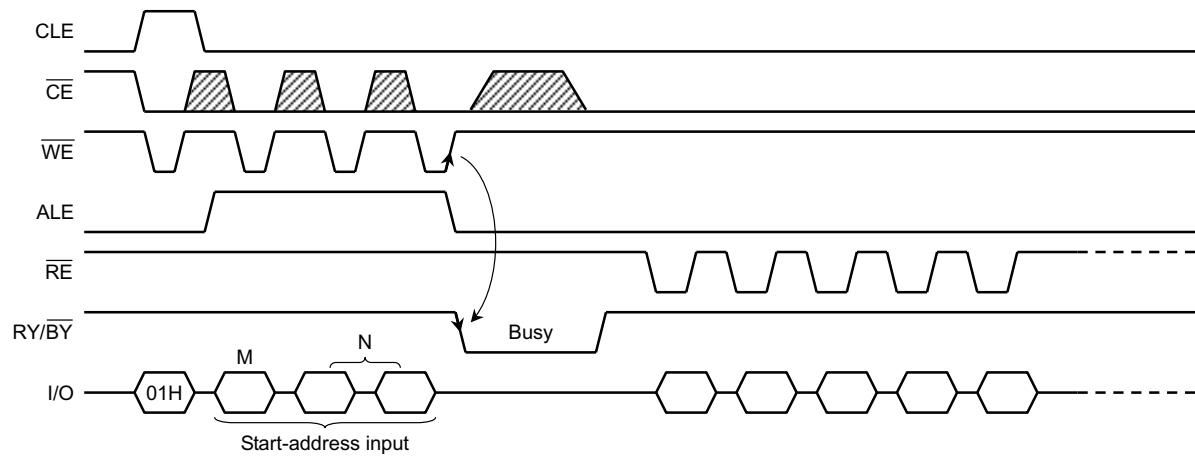 CLE
CE
WE
ALE
RE
RY/BY
Busy
M
N
I/O
01H
Start-address input